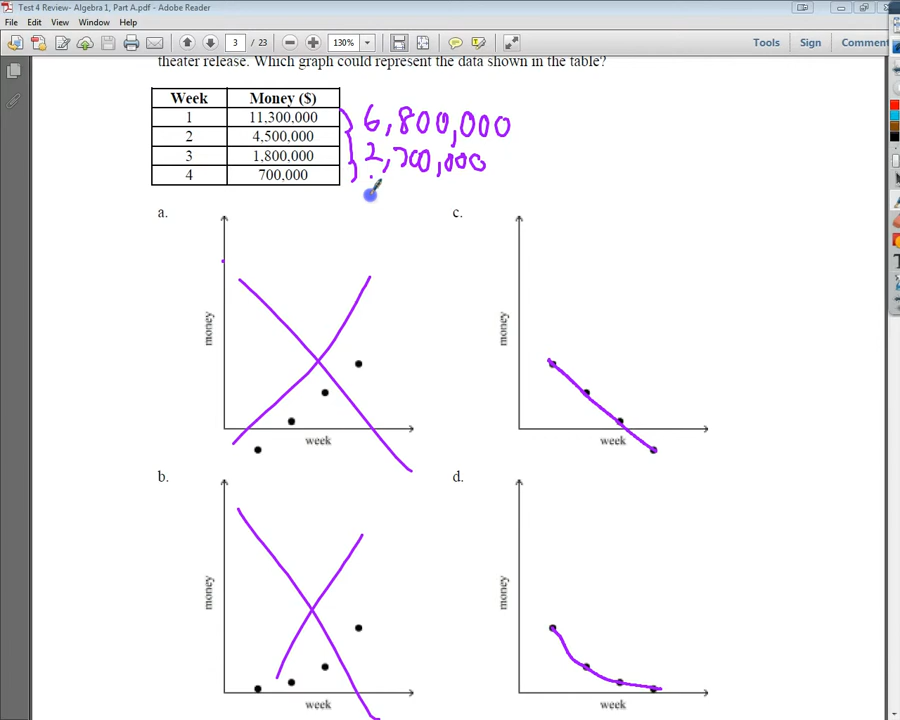 Test 4 Review- Algebra 1, Part A.pdf - Adobe Reader
File Edit View Window Help
3 / 23 130% Tools Sign Comment
theater release. Which graph could represent the data shown in the table?
Week Money ($)
1 11,300,000
2 4,500,000
3 1,800,000
4 700,000
6,800,000
2,700,000
a.
money
week
c.
money
week
b.
money
week
d.
money
week